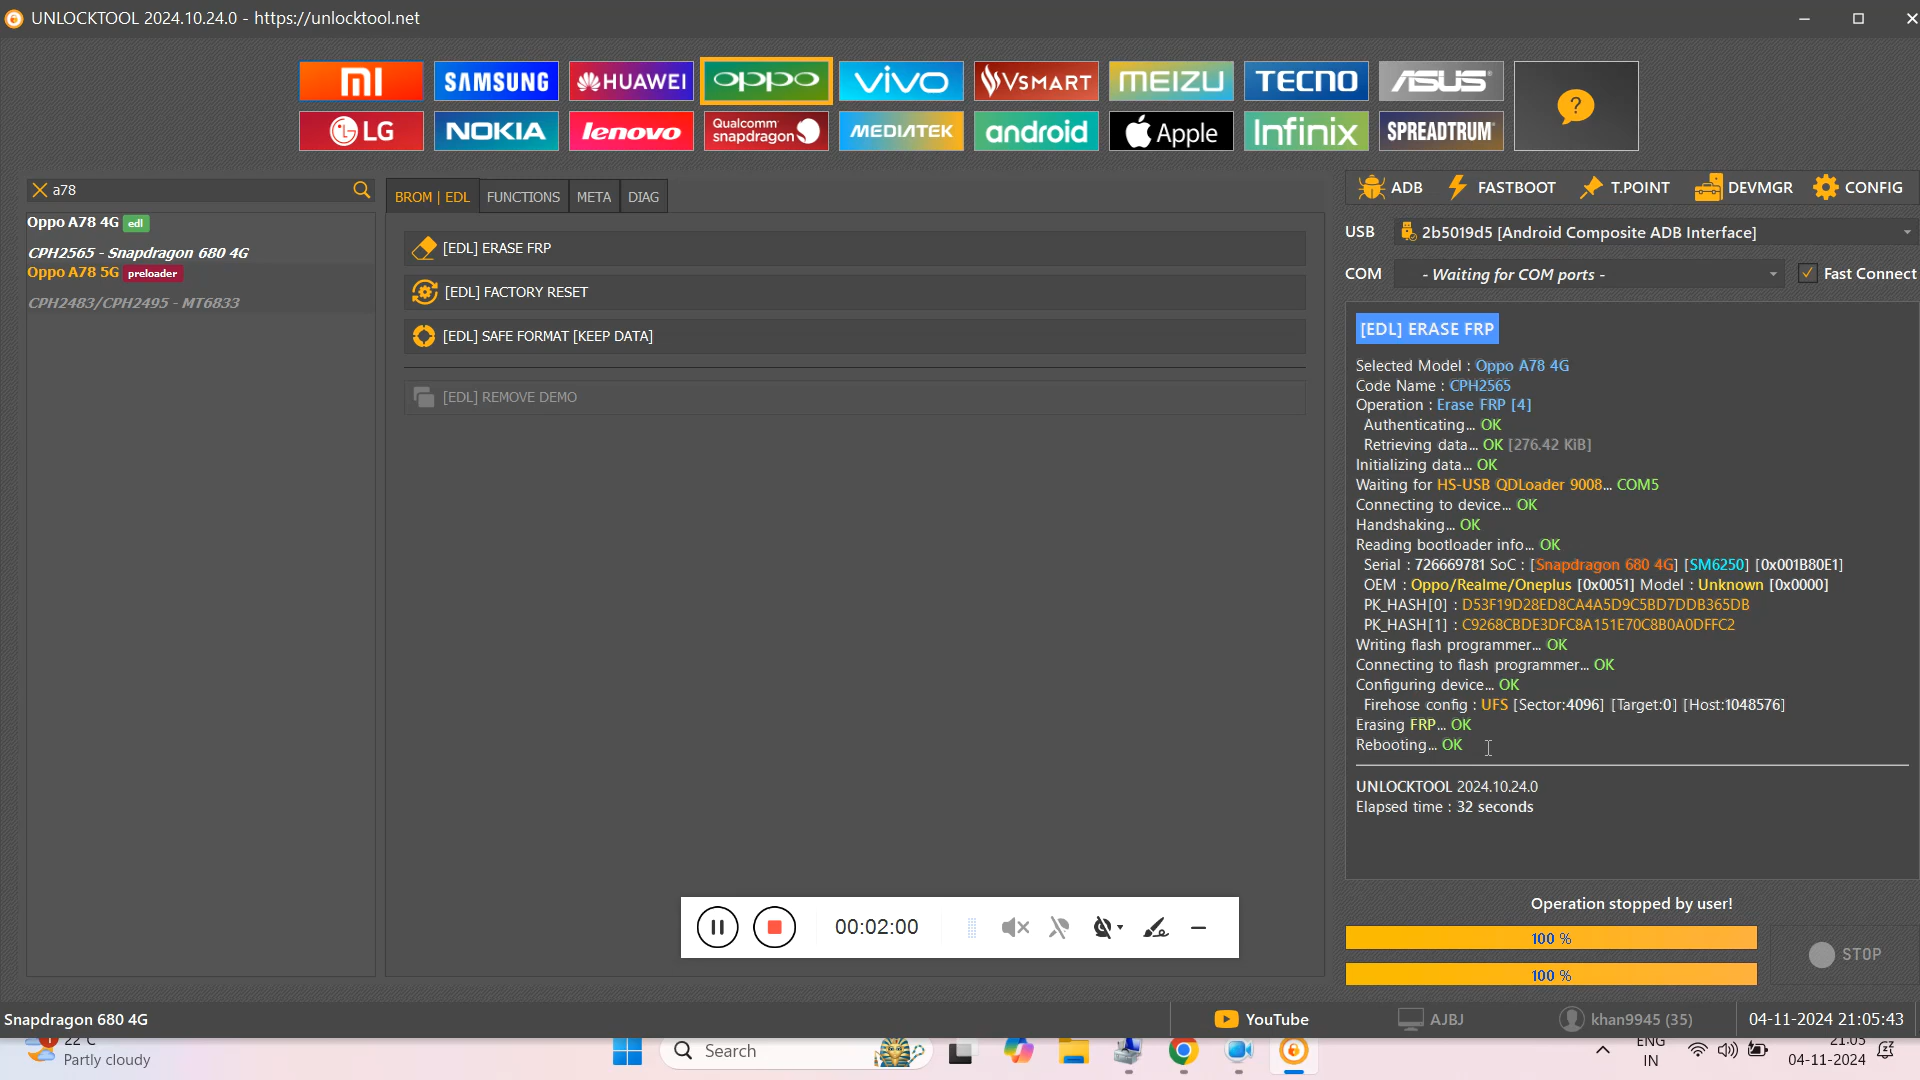 UNLOCKTOOL 2024.10.24.0 - https://unlocktool.net
mi SAMSUNG HUAWEI oppo vivo VSMART MEIZU TECNO ASUS ?
LG NOKIA lenovo Qualcomm snapdragon MEDIATEK android Apple Infinix SPREADTRUM
a78
Oppo A78 4G edl
CPH2565 - Snapdragon 680 4G
Oppo A78 5G preloader
CPH2483/CPH2495 - MT6833
BROM | EDL FUNCTIONS META DIAG
[EDL] ERASE FRP
[EDL] FACTORY RESET
[EDL] SAFE FORMAT [KEEP DATA]
[EDL] REMOVE DEMO
ADB FASTBOOT T.POINT DEVMGR CONFIG
USB 2b5019d5 [Android Composite ADB Interface]
COM - Waiting for COM ports - Fast Connect
[EDL] ERASE FRP
Selected Model : Oppo A78 4G
Code Name : CPH2565
Operation : Erase FRP [4]
Authenticating... OK
Retrieving data... OK [276.42 KiB]
Initializing data... OK
Waiting for HS-USB QDLoader 9008... COM5
Connecting to device... OK
Handshaking... OK
Reading bootloader info... OK
Serial : 726669781 SoC : [Snapdragon 680 4G] [SM6250] [0x001B80E1]
OEM : Oppo/Realme/Oneplus [0x0051] Model : Unknown [0x0000]
PK_HASH[0] : D53F19D28ED8CA4A5D9C5BD7DDB365DB
PK_HASH[1] : C9268CBDE3DFC8A151E70C8B0A0DFFC2
Writing flash programmer... OK
Connecting to flash programmer... OK
Configuring device... OK
Firehose config : UFS [Sector:4096] [Target:0] [Host:1048576]
Erasing FRP... OK
Rebooting... OK
UNLOCKTOOL 2024.10.24.0
Elapsed time : 32 seconds
00:02:00
Operation stopped by user!
100 %
100 %
STOP
Snapdragon 680 4G YouTube AJBJ khan9945 (35) 04-11-2024 21:05:43
1 22°C
Partly cloudy
Search
ENG
IN
21:05
04-11-2024